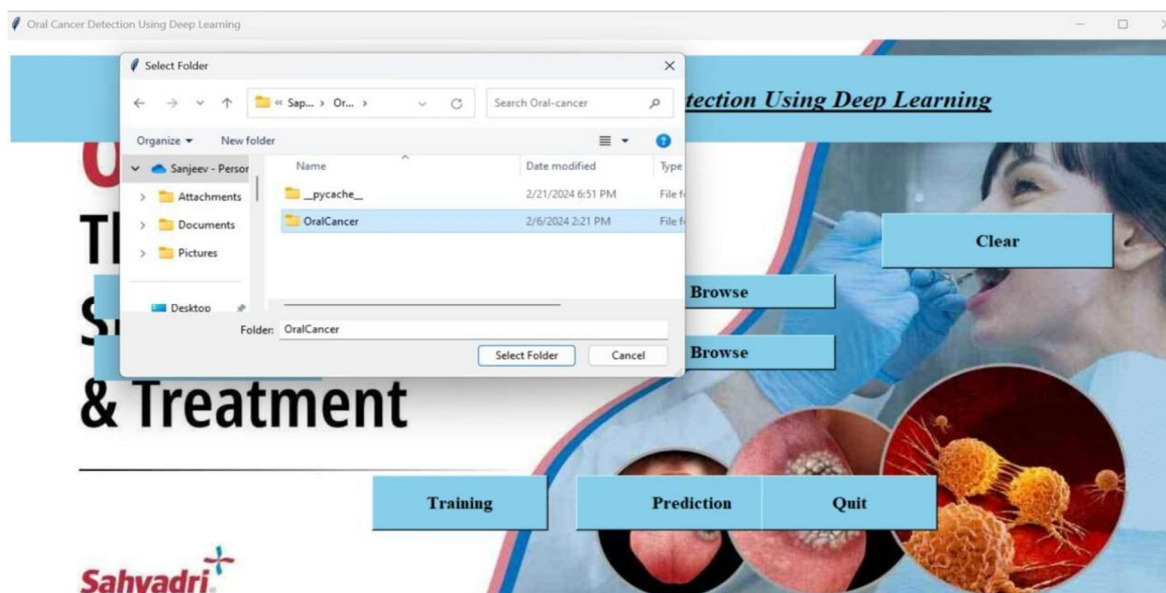 Oral Cancer Detection Using Deep Learning
Select Folder
tection Using Deep Learning
« Sap... › Or... ›
Search Oral-cancer
Organize
New folder
Sanjeev - Person
Name
Date modified
Type
Attachments
__pycache__
2/21/2024 6:51 PM
File f
Documents
OralCancer
2/6/2024 2:21 PM
File f
Pictures
Clear
Desktop
Browse
Folder: OralCancer
Select Folder
Cancel
Browse
& Treatment
Training
Prediction
Quit
Sahyadri